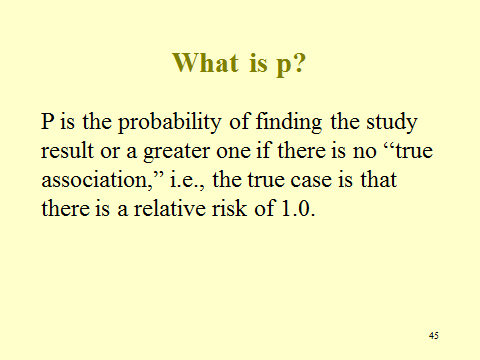 What is p?
P is the probability of finding the study
result or a greater one if there is no “true
association,” i.e., the true case is that
there is a relative risk of 1.0.
45